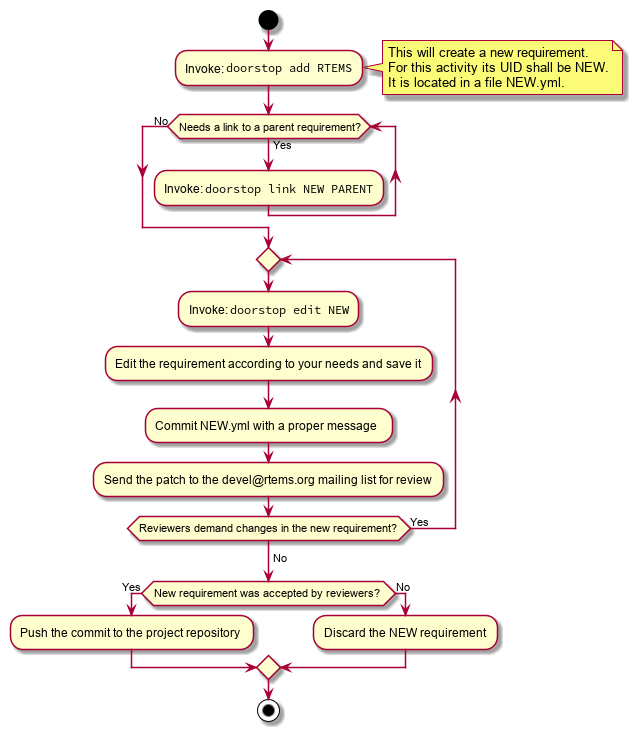 Invoke: doorstop add RTEMS
This will create a new requirement.
For this activity its UID shall be NEW.
It is located in a file NEW.yml.
No
Needs a link to a parent requirement?
Yes
Invoke: doorstop link NEW PARENT
Invoke: doorstop edit NEW
Edit the requirement according to your needs and save it
Commit NEW.yml with a proper message
Send the patch to the devel@rtems.org mailing list for review
Reviewers demand changes in the new requirement?
Yes
No
Yes
New requirement was accepted by reviewers?
No
Push the commit to the project repository
Discard the NEW requirement